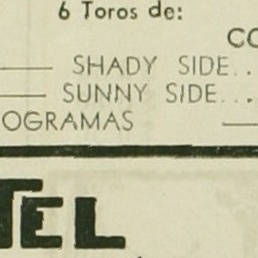 6 Toros de:
CO
SHADY SIDE...
SUNNY SIDE...
OGRAMAS
TEL